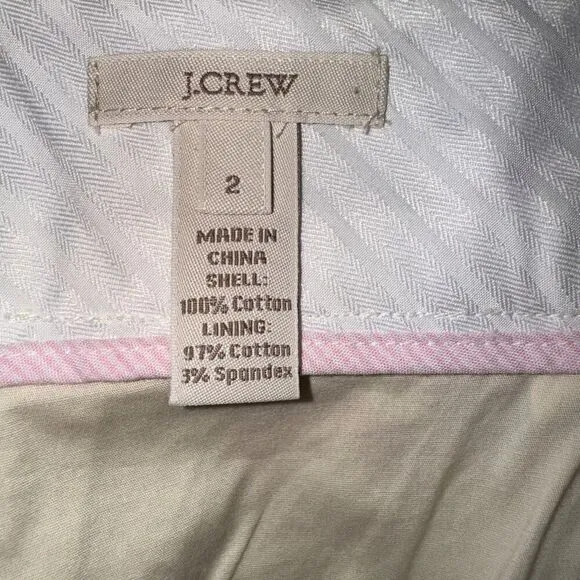 J.CREW
2
MADE IN
CHINA
SHELL:
100% Cotton
LINING:
97% Cotton
3% Spandex